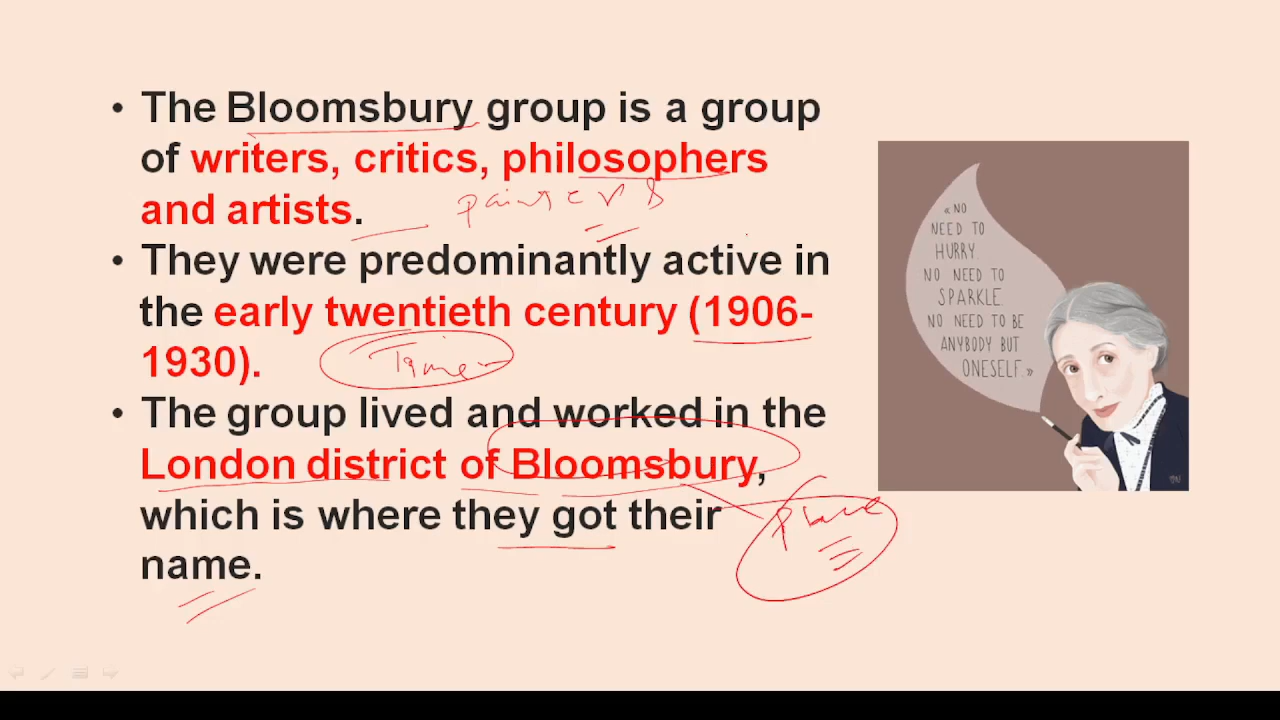 • The Bloomsbury group is a group
of writers, critics, philosophers
and artists.
painters
• They were predominantly active in
the early twentieth century (1906-
1930).
Time
• The group lived and worked in the
London district of Bloomsbury,
which is where they got their
name.
place
«NO
NEED TO
HURRY.
NO NEED TO
SPARKLE.
NO NEED TO BE
ANYBODY BUT
ONESELF.»